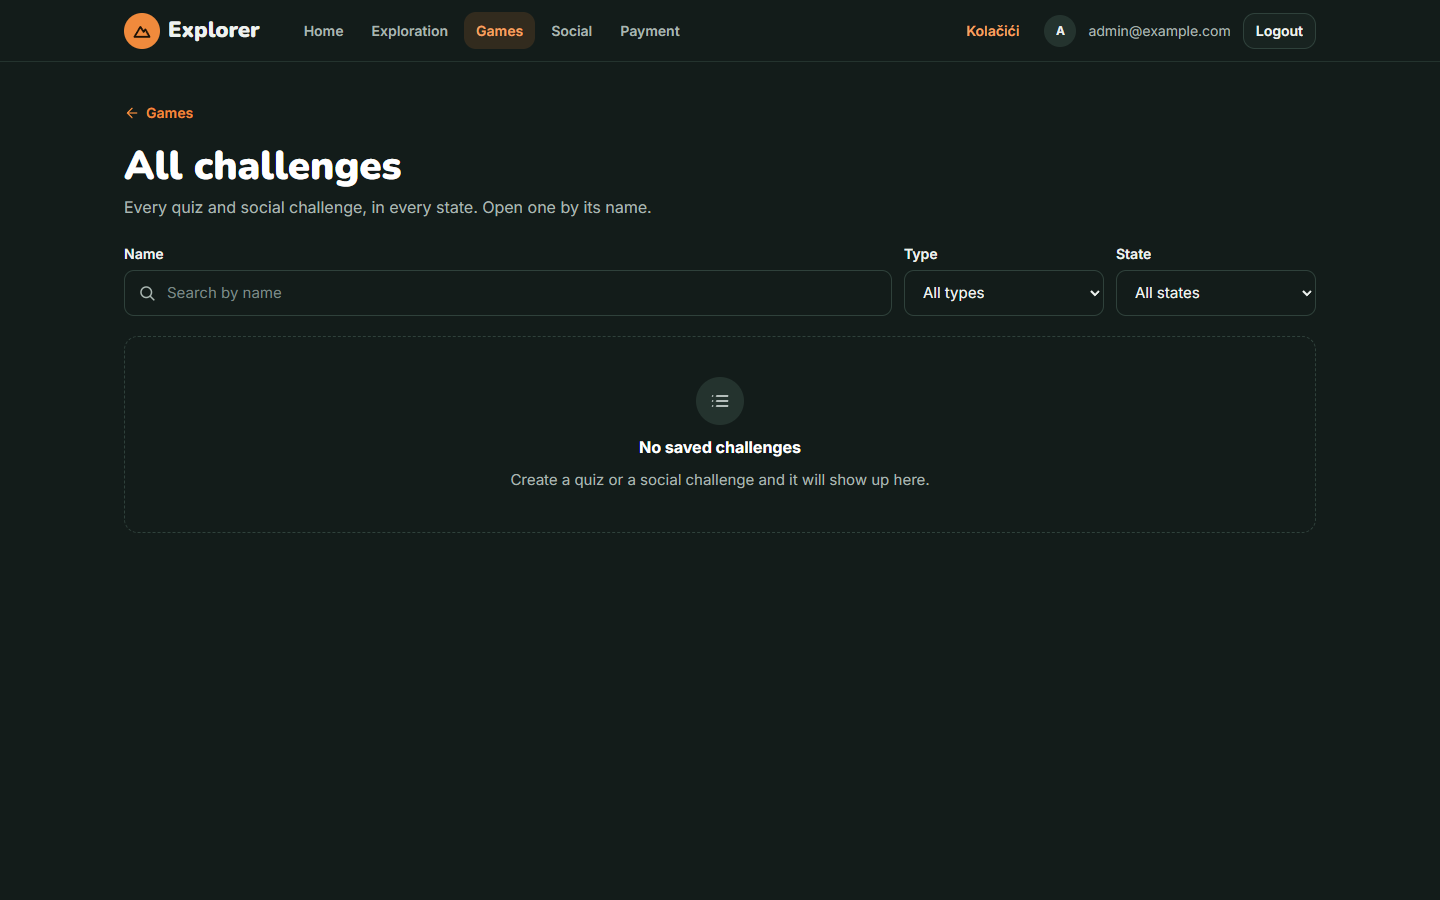 Explorer
Home
Exploration
Games
Social
Payment
Kolačići
A
admin@example.com
Logout
Games
All challenges
Every quiz and social challenge, in every state. Open one by its name.
Name
Type
State
Search by name
All types
All states
No saved challenges
Create a quiz or a social challenge and it will show up here.